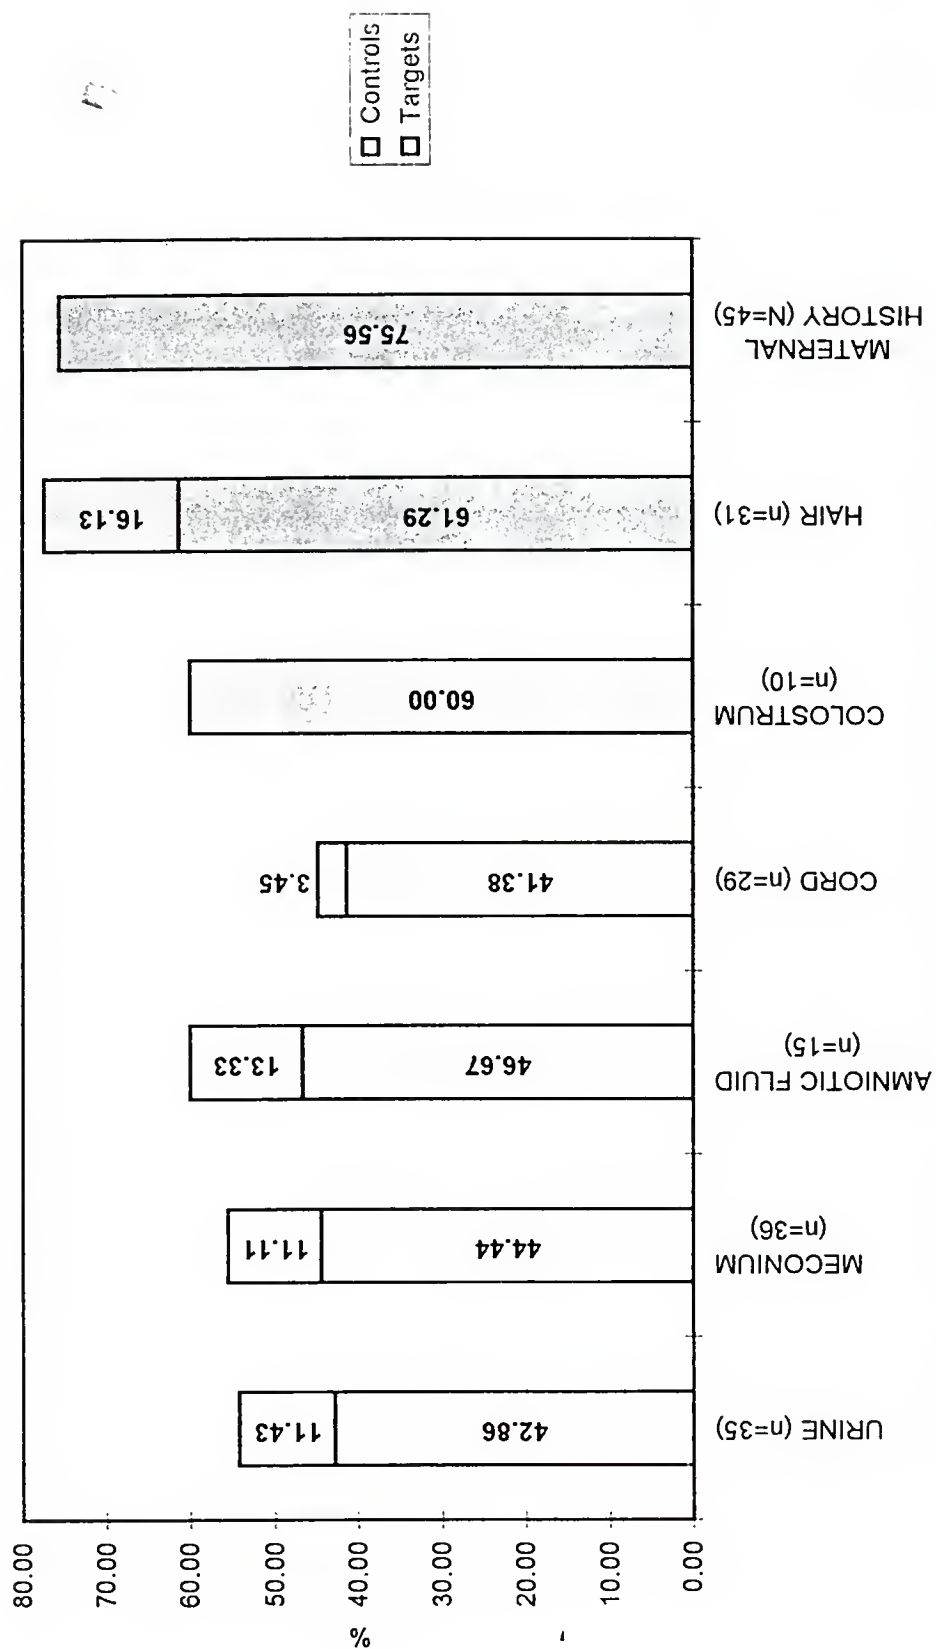 80.00
70.00
60.00
50.00
40.00
30.00
20.00
10.00
0.00
%
11.43
42.86
URINE (n=35)
11.11
44.44
MECONIUM
(n=36)
13.33
46.67
AMNIOTIC FLUID
(n=15)
3.45
41.38
CORD (n=29)
60.00
COLOSTRUM
(n=10)
16.13
61.29
HAIR (n=31)
75.56
MATERNAL
HISTORY (N=45)
Controls
Targets